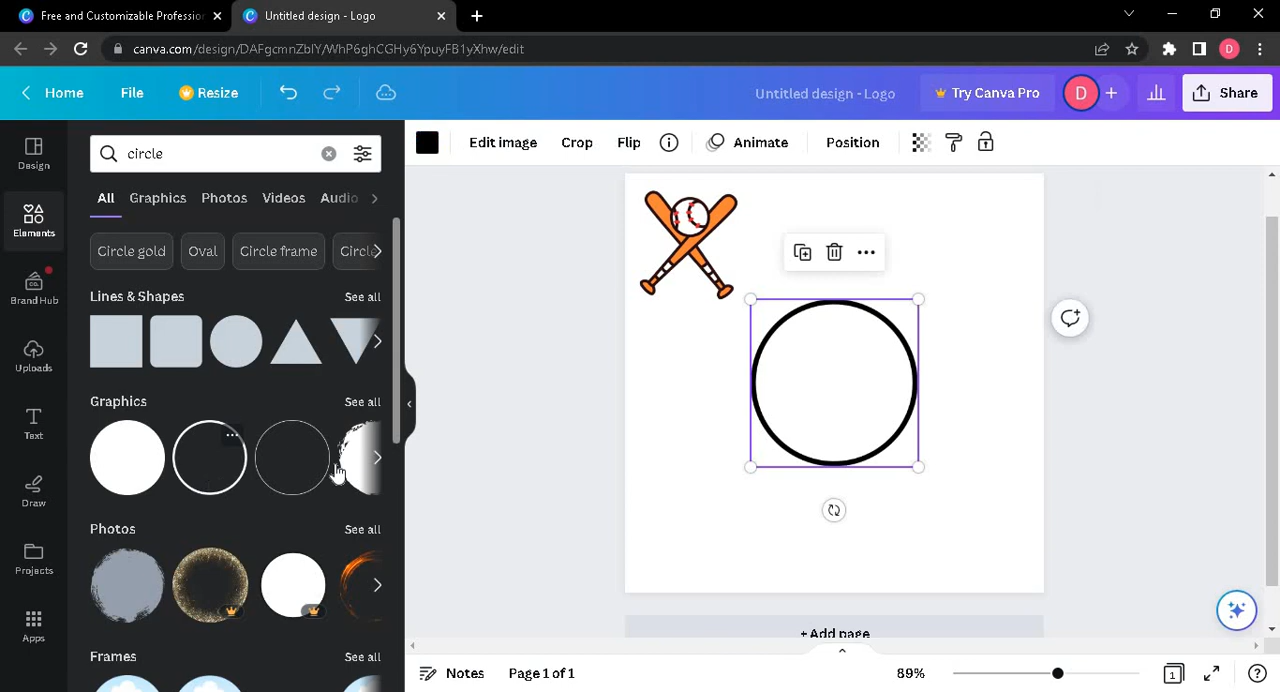 Free and Customizable Professio
Untitled design - Logo
canva.com/design/DAFgcmnZblY/WhP6ghCGHy6YpuyFB1yXhw/edit
D
Home
File
Resize
Untitled design - Logo
Try Canva Pro
D
+
Share
Design
Elements
Brand Hub
Uploads
Text
Draw
Projects
Apps
circle
All
Graphics
Photos
Videos
Audio
Circle gold
Oval
Circle frame
Circle
Lines & Shapes
See all
Graphics
See all
Photos
See all
Frames
See all
Edit image
Crop
Flip
Animate
Position
+ Add page
Notes
Page 1 of 1
89%
1